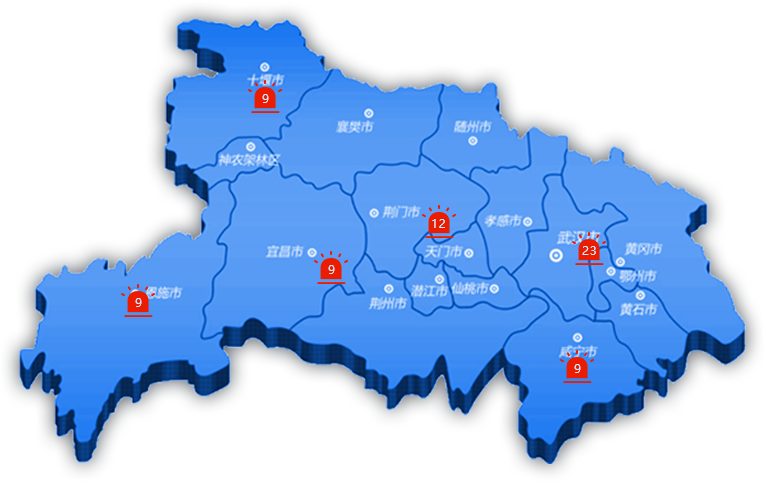 十堰市
9
襄樊市
随州市
神农架林区
荆门市
12
孝感市
武汉市
23
宜昌市
9
天门市
黄冈市
鄂州市
恩施市
9
荆州市
潜江市
仙桃市
黄石市
咸宁市
9